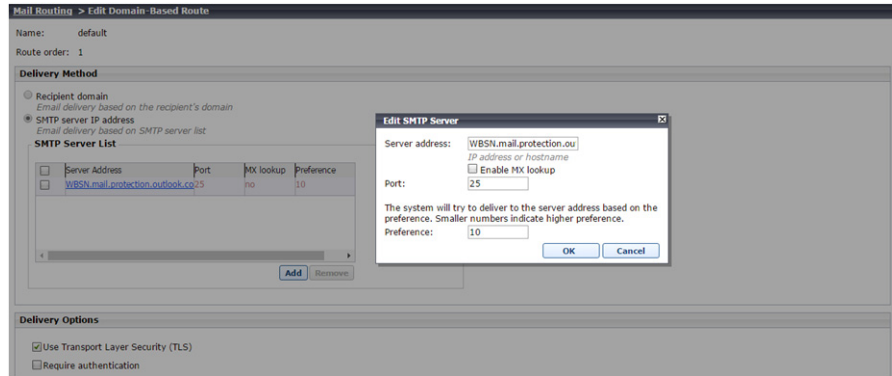 Mail Routing > Edit Domain-Based Route
Name: default
Route order: 1
Delivery Method
Recipient domain
Email delivery based on the recipient's domain
SMTP server IP address
Email delivery based on SMTP server list
SMTP Server List
Server Address Port MX lookup Preference
WBSN.mail.protection.outlook.co 25 no 10
Add Remove
Edit SMTP Server
Server address: WBSN.mail.protection.ou
IP address or hostname
Enable MX lookup
Port: 25
The system will try to deliver to the server address based on the
preference. Smaller numbers indicate higher preference.
Preference: 10
OK Cancel
Delivery Options
Use Transport Layer Security (TLS)
Require authentication